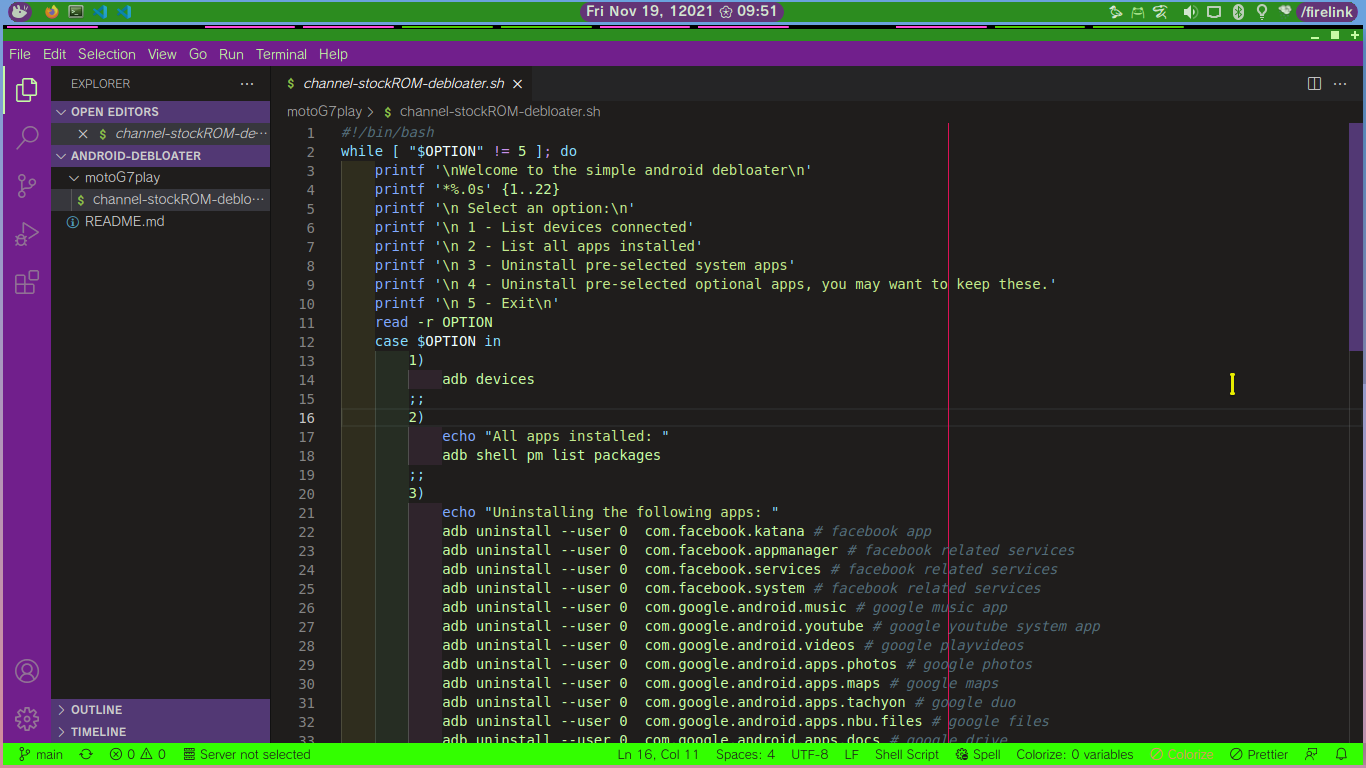 Fri Nov 19, 12021 09:51
/firelink
File Edit Selection View Go Run Terminal Help
EXPLORER
OPEN EDITORS
channel-stockROM-de···
ANDROID-DEBLOATER
motoG7play
$ channel-stockROM-deblo···
README.md
OUTLINE
TIMELINE
$ channel-stockROM-debloater.sh
motoG7play > $ channel-stockROM-debloater.sh
1 #!/bin/bash
2 while [ "$OPTION" != 5 ]; do
3 printf '\nWelcome to the simple android debloater\n'
4 printf '*%.0s' {1..22}
5 printf '\n Select an option:\n'
6 printf '\n 1 - List devices connected'
7 printf '\n 2 - List all apps installed'
8 printf '\n 3 - Uninstall pre-selected system apps'
9 printf '\n 4 - Uninstall pre-selected optional apps, you may want to keep these.'
10 printf '\n 5 - Exit\n'
11 read -r OPTION
12 case $OPTION in
13 1)
14 adb devices
15 ;;
16 2)
17 echo "All apps installed: "
18 adb shell pm list packages
19 ;;
20 3)
21 echo "Uninstalling the following apps: "
22 adb uninstall --user 0  com.facebook.katana # facebook app
23 adb uninstall --user 0  com.facebook.appmanager # facebook related services
24 adb uninstall --user 0  com.facebook.services # facebook related services
25 adb uninstall --user 0  com.facebook.system # facebook related services
26 adb uninstall --user 0  com.google.android.music # google music app
27 adb uninstall --user 0  com.google.android.youtube # google youtube system app
28 adb uninstall --user 0  com.google.android.videos # google playvideos
29 adb uninstall --user 0  com.google.android.apps.photos # google photos
30 adb uninstall --user 0  com.google.android.apps.maps # google maps
31 adb uninstall --user 0  com.google.android.apps.tachyon # google duo
32 adb uninstall --user 0  com.google.android.apps.nbu.files # google files
33 adb uninstall --user 0  com.google.android.apps.docs # google drive
main 0 0 Server not selected Ln 16, Col 11 Spaces: 4 UTF-8 LF Shell Script Spell Colorize: 0 variables Colorize Prettier